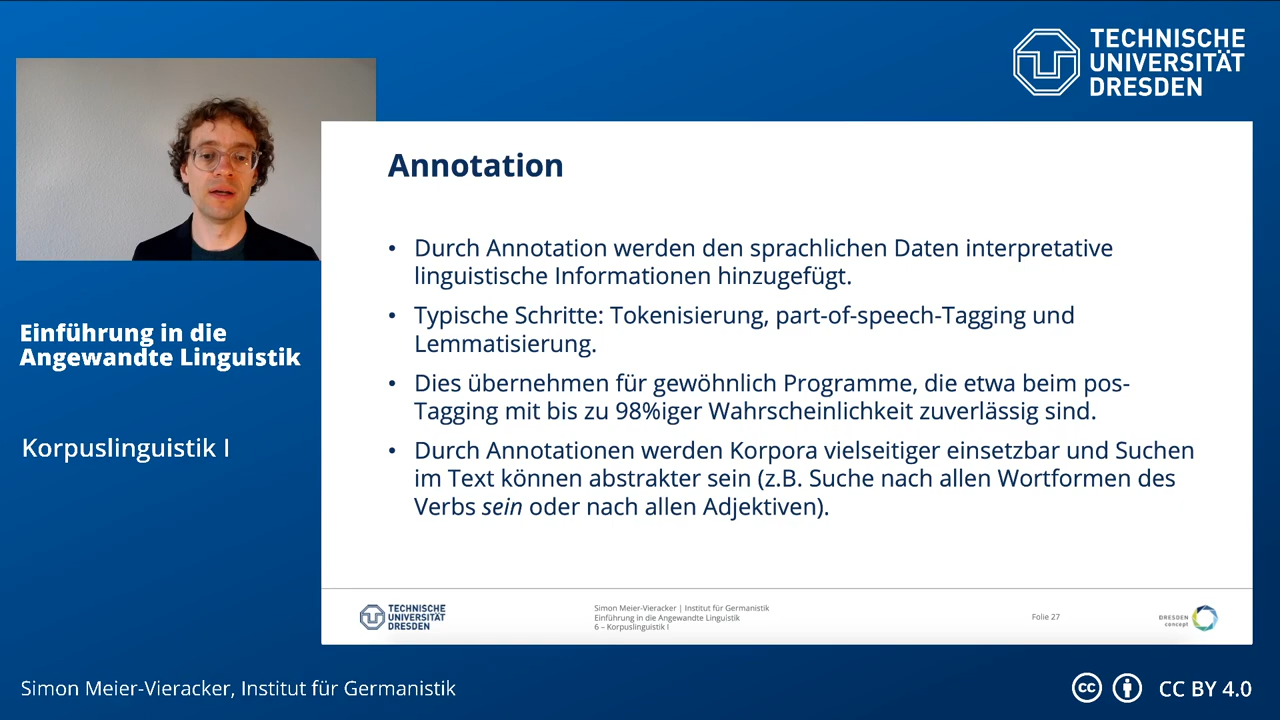 TECHNISCHE
UNIVERSITÄT
DRESDEN
Einführung in die
Angewandte Linguistik
Korpuslinguistik I
Annotation
• Durch Annotation werden den sprachlichen Daten interpretative
linguistische Informationen hinzugefügt.
• Typische Schritte: Tokenisierung, part-of-speech-Tagging und
Lemmatisierung.
• Dies übernehmen für gewöhnlich Programme, die etwa beim pos-
Tagging mit bis zu 98%iger Wahrscheinlichkeit zuverlässig sind.
• Durch Annotationen werden Korpora vielseitiger einsetzbar und Suchen
im Text können abstrakter sein (z.B. Suche nach allen Wortformen des
Verbs sein oder nach allen Adjektiven).
TECHNISCHE
UNIVERSITÄT
DRESDEN
Simon Meier-Vieracker | Institut für Germanistik
Einführung in die Angewandte Linguistik
6 – Korpuslinguistik I
Folie 27
DRESDEN
concept
Simon Meier-Vieracker, Institut für Germanistik
cc
CC BY 4.0